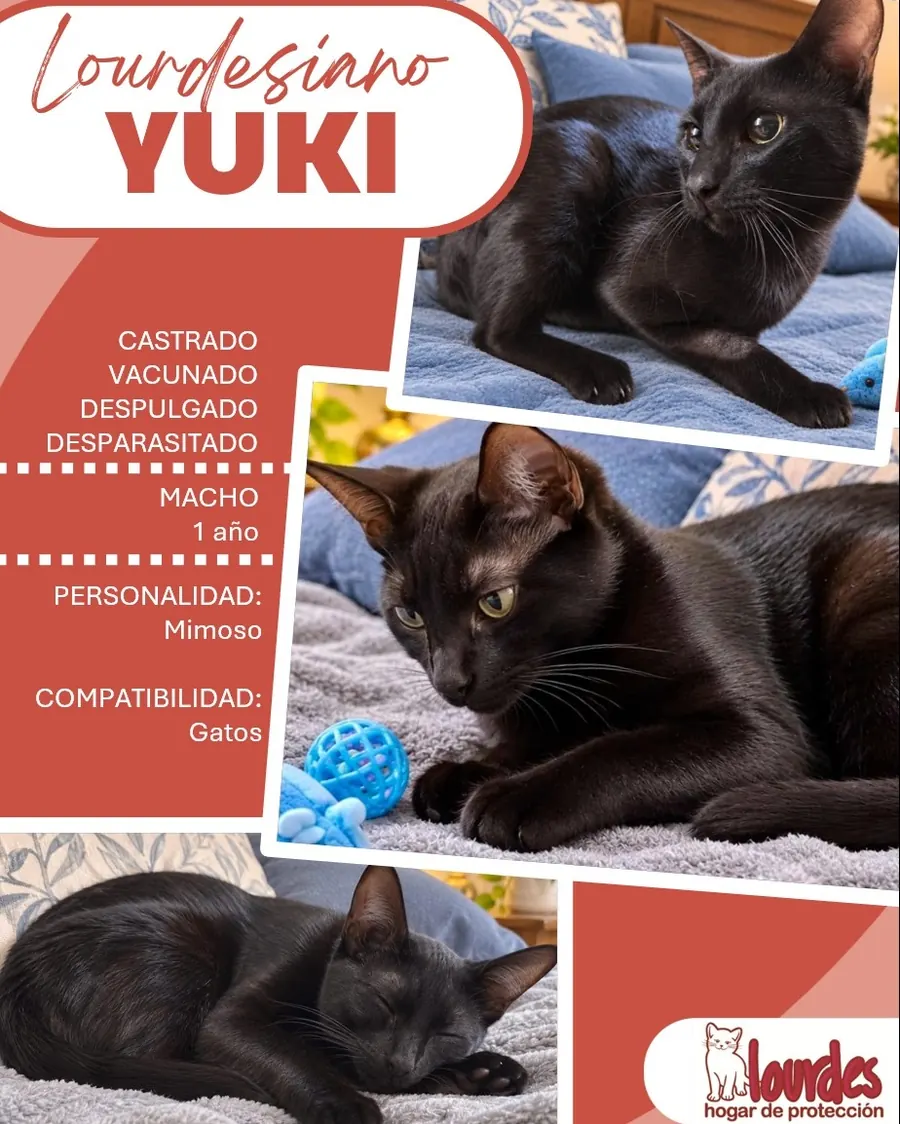 Lourdesiano
YUKI
CASTRADO
VACUNADO
DESPULGADO
DESPARASITADO
MACHO
1 año
PERSONALIDAD:
Mimoso
COMPATIBILIDAD:
Gatos
lourdes
hogar de protección